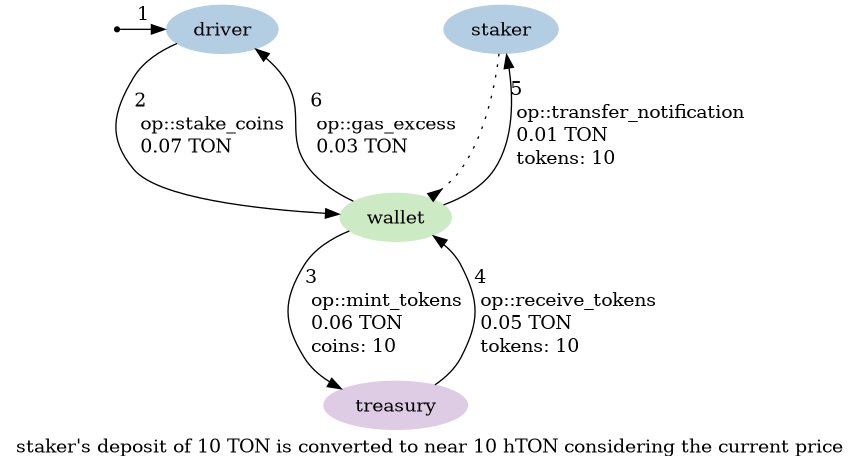 1
driver
staker
2
op::stake_coins
0.07 TON
6
op::gas_excess
0.03 TON
5
op::transfer_notification
0.01 TON
tokens: 10
wallet
3
op::mint_tokens
0.06 TON
coins: 10
4
op::receive_tokens
0.05 TON
tokens: 10
treasury
staker's deposit of 10 TON is converted to near 10 hTON considering the current price